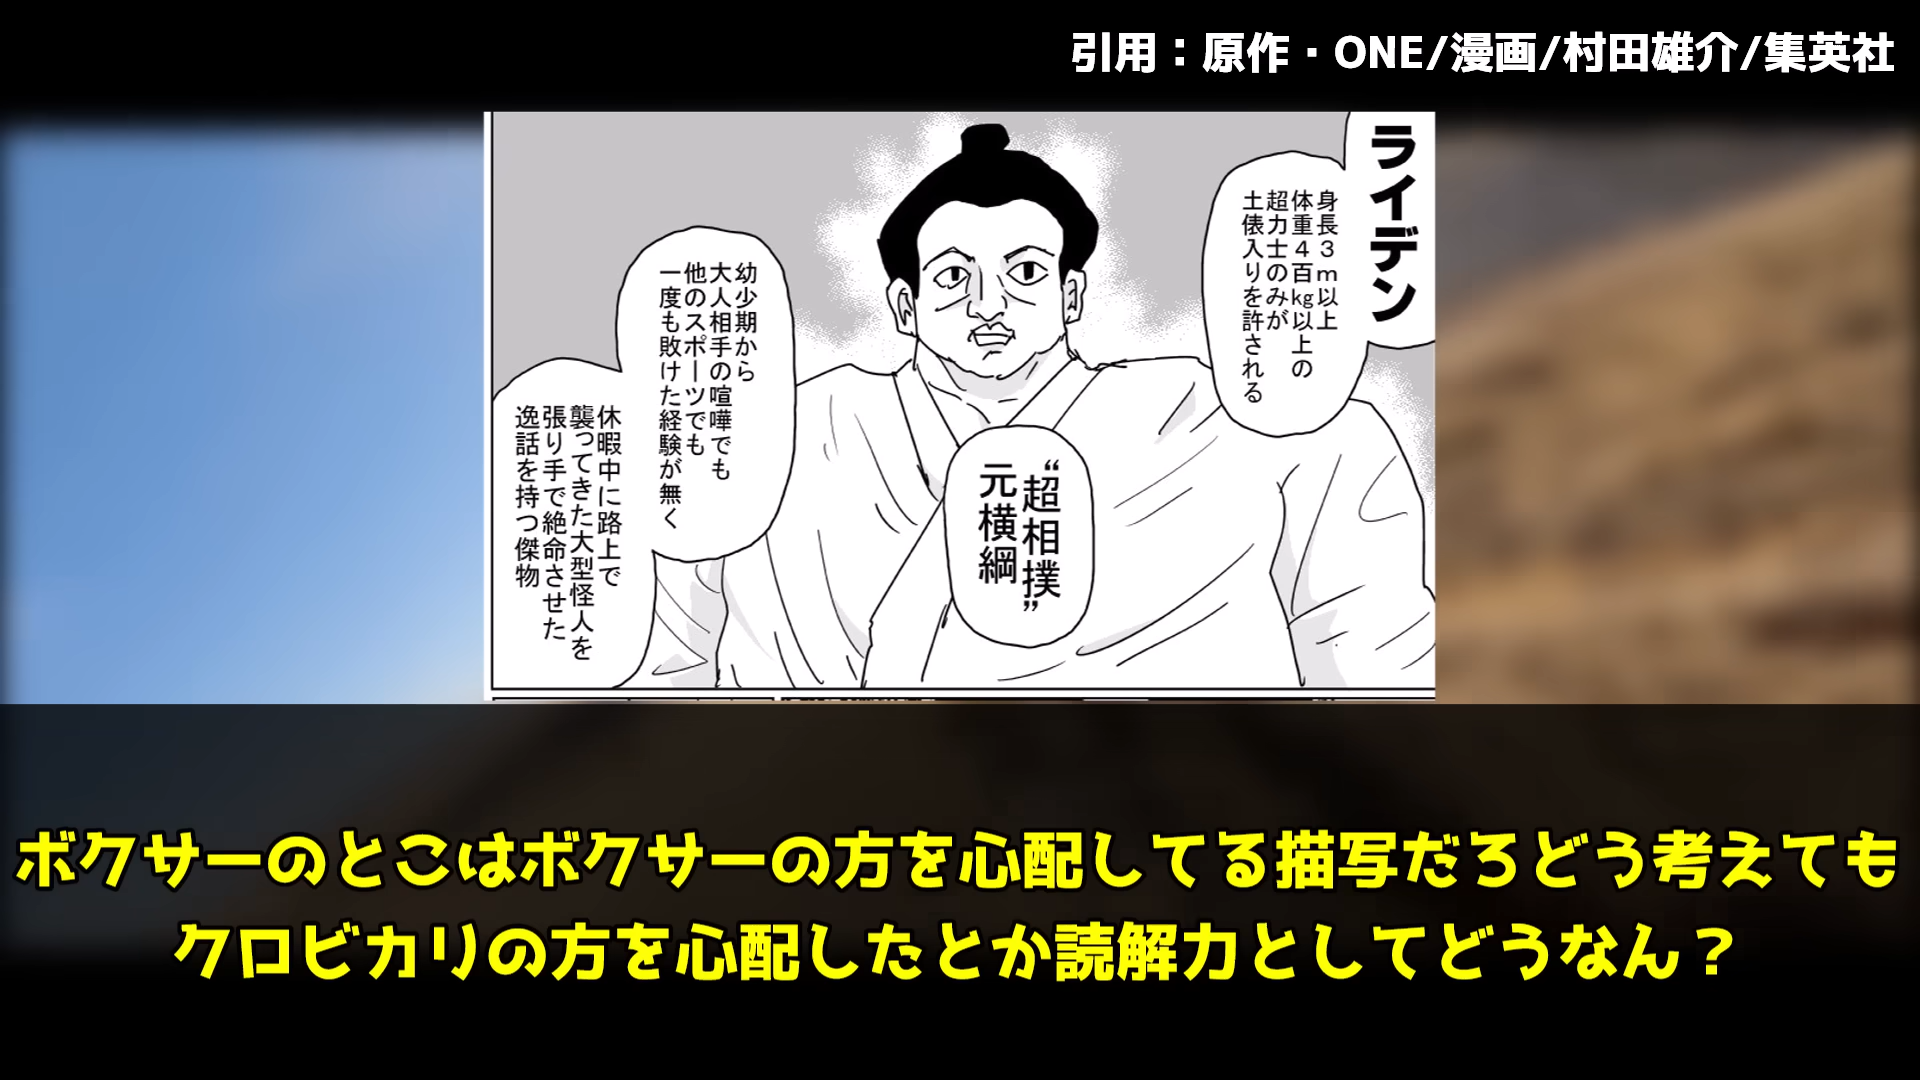 引用：原作・ONE/漫画/村田雄介/集英社
ライデン
身長３ｍ以上
体重４百㎏以上の
超力士のみが
土俵入りを許される
“超相撲”
元横綱
幼少期から
大人相手の喧嘩でも
他のスポーツでも
一度も敗けた経験が無く
休暇中に路上で
襲ってきた大型怪人を
張り手で絶命させた
逸話を持つ傑物
ボクサーのとこはボクサーの方を心配してる描写だろどう考えても
クロビカリの方を心配したとか読解力としてどうなん？